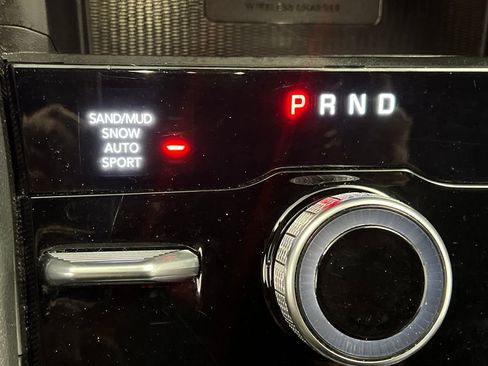 WIRELESS CHARGER
P R N D
SAND/MUD
SNOW
AUTO
SPORT